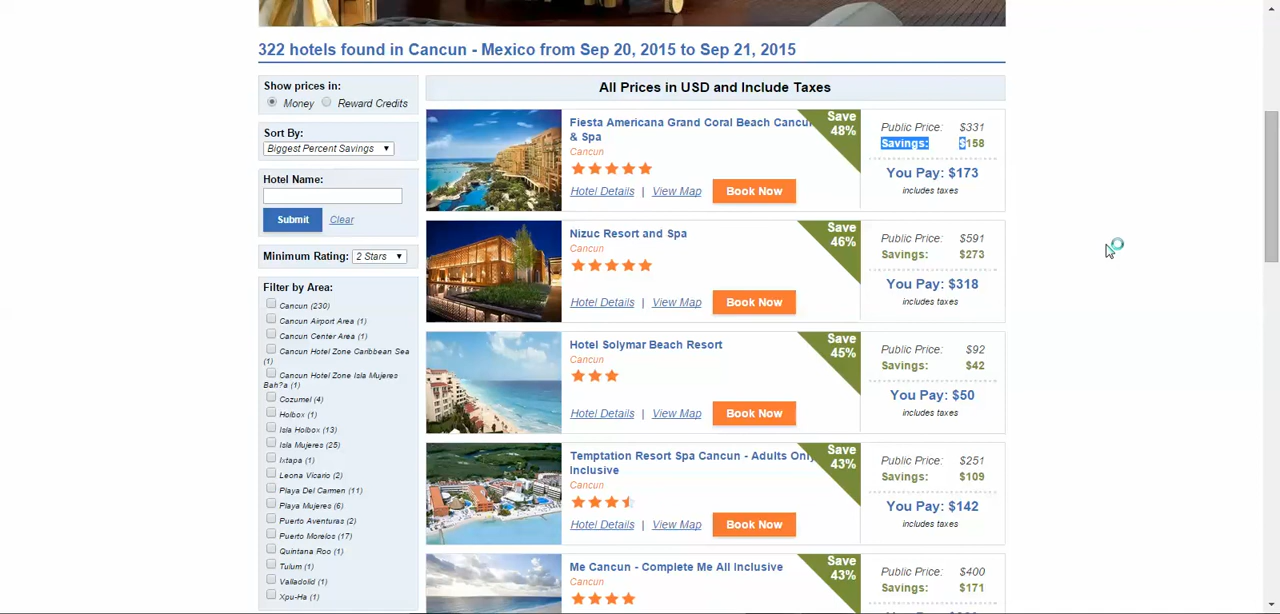 322 hotels found in Cancun - Mexico from Sep 20, 2015 to Sep 21, 2015
Show prices in:
Money Reward Credits
Sort By:
Biggest Percent Savings
Hotel Name:
Submit Clear
Minimum Rating: 2 Stars
Filter by Area:
Cancun (230)
Cancun Airport Area (1)
Cancun Center Area (1)
Cancun Hotel Zone Caribbean Sea
(1)
Cancun Hotel Zone Isla Mujeres
Bah?a (1)
Cozumel (4)
Holbox (1)
Isla Holbox (13)
Isla Mujeres (25)
Ixtapa (1)
Leona Vicario (2)
Playa Del Carmen (11)
Playa Mujeres (6)
Puerto Aventuras (2)
Puerto Morelos (17)
Quintana Roo (1)
Tulum (1)
Valladolid (1)
Xpu-Ha (1)
All Prices in USD and Include Taxes
Fiesta Americana Grand Coral Beach Cancun
& Spa
Cancun
Hotel Details | View Map Book Now
Save
48%
Public Price: $331
Savings: $158
You Pay: $173
includes taxes
Nizuc Resort and Spa
Cancun
Hotel Details | View Map Book Now
Save
46%
Public Price: $591
Savings: $273
You Pay: $318
includes taxes
Hotel Solymar Beach Resort
Cancun
Hotel Details | View Map Book Now
Save
45%
Public Price: $92
Savings: $42
You Pay: $50
includes taxes
Temptation Resort Spa Cancun - Adults Only
Inclusive
Cancun
Hotel Details | View Map Book Now
Save
43%
Public Price: $251
Savings: $109
You Pay: $142
includes taxes
Me Cancun - Complete Me All Inclusive
Cancun
Save
43%
Public Price: $400
Savings: $171